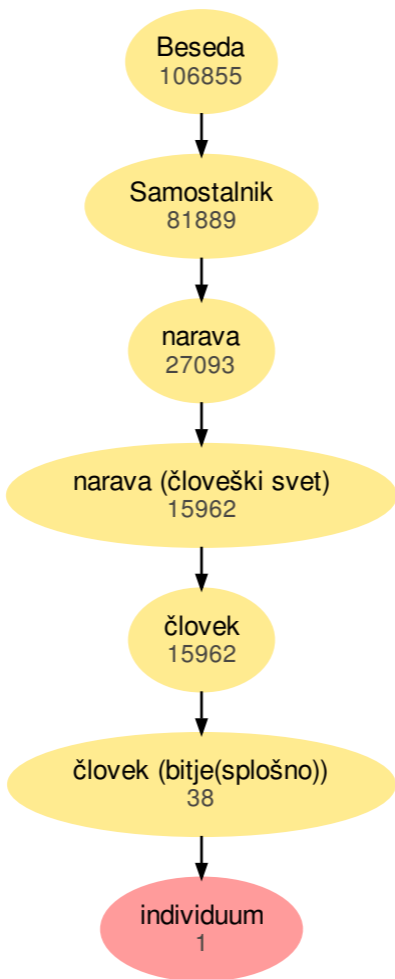 Beseda
106855
Samostalnik
81889
narava
27093
narava (človeški svet)
15962
človek
15962
človek (bitje(splošno))
38
individuum
1